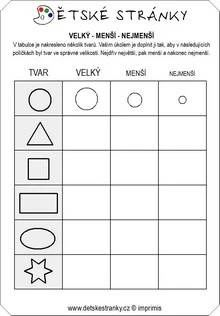 DĚTSKÉ STRÁNKY
VELKÝ - MENŠÍ - NEJMENŠÍ
V tabulce je nakresleno několik tvarů. Vaším úkolem je doplnit ji tak, aby v následujících
políčkách byl tvar ve správné velikosti. Nejdřív největší, pak menší a nakonec nejmenší.
TVAR VELKÝ MENŠÍ NEJMENŠÍ
www.detskestranky.cz © imprimis